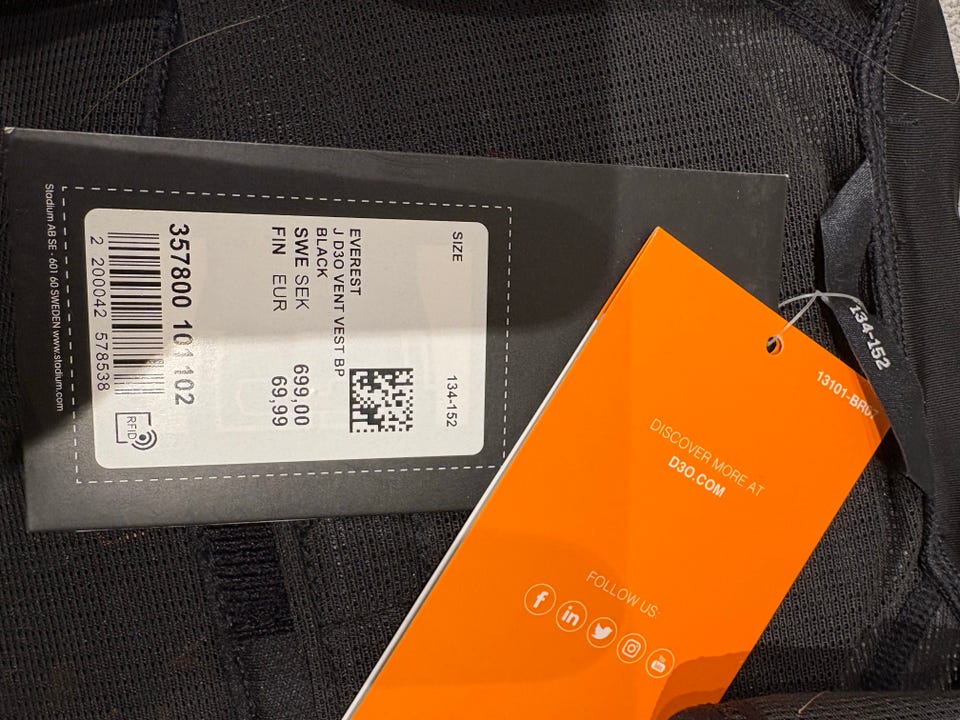 SIZE 134-152
EVEREST
J D3O VENT VEST BP
BLACK
SWE SEK 699,00
FIN EUR 69,99
357800 101102
2 200042 578538
RFID
Stadium AB SE - 601 60 SWEDEN www.stadium.com
134-152
13101-BR07
DISCOVER MORE AT
D3O.COM
FOLLOW US: